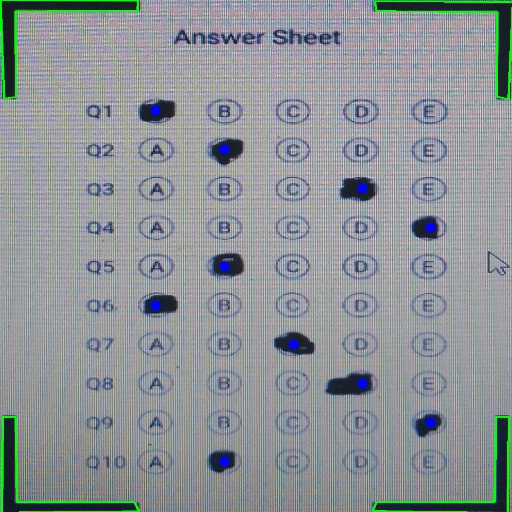 Answer Sheet
Q1 B C D E
Q2 A C D E
Q3 A B C E
Q4 A B C D
Q5 A C D E
Q6 B C D E
Q7 A B D E
Q8 A B C E
Q9 A B C D
Q10 A C D E